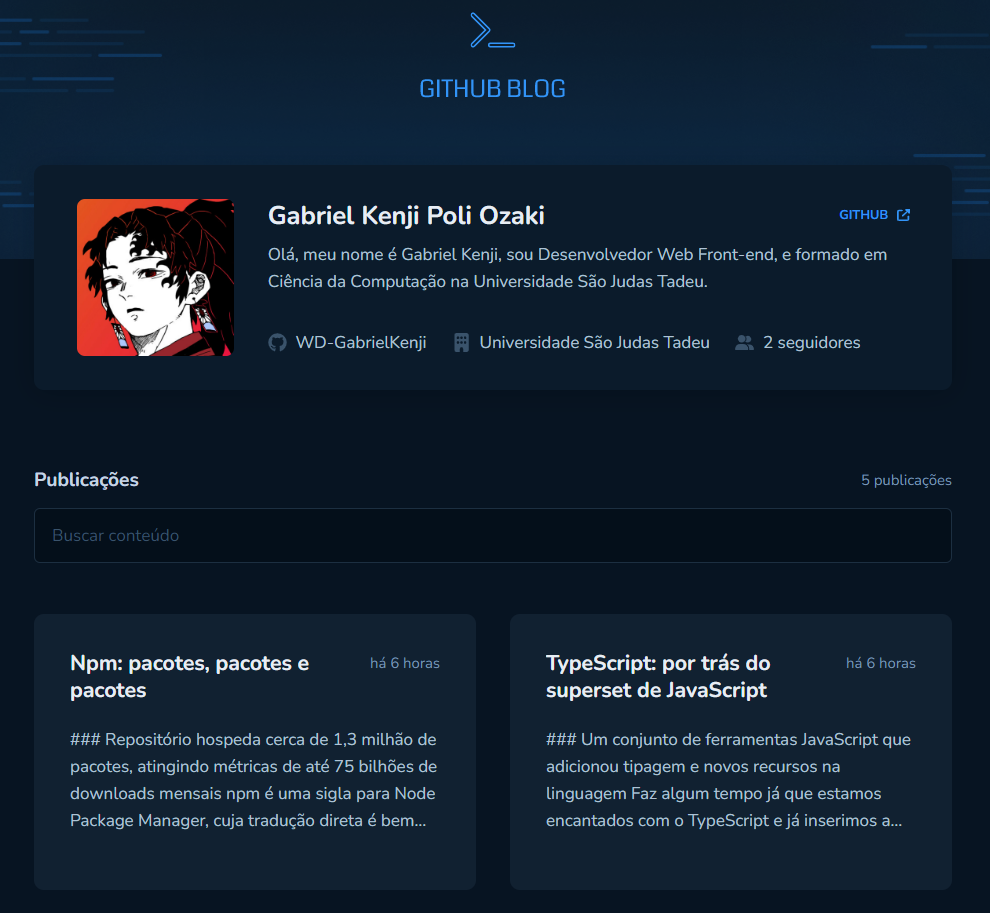 GITHUB BLOG
Gabriel Kenji Poli Ozaki
GITHUB
Olá, meu nome é Gabriel Kenji, sou Desenvolvedor Web Front-end, e formado em
Ciência da Computação na Universidade São Judas Tadeu.
WD-GabrielKenji
Universidade São Judas Tadeu
2 seguidores
Publicações
5 publicações
Buscar conteúdo
Npm: pacotes, pacotes e
pacotes
há 6 horas
### Repositório hospeda cerca de 1,3 milhão de
pacotes, atingindo métricas de até 75 bilhões de
downloads mensais npm é uma sigla para Node
Package Manager, cuja tradução direta é bem...
TypeScript: por trás do
superset de JavaScript
há 6 horas
### Um conjunto de ferramentas JavaScript que
adicionou tipagem e novos recursos na
linguagem Faz algum tempo já que estamos
encantados com o TypeScript e já inserimos a...